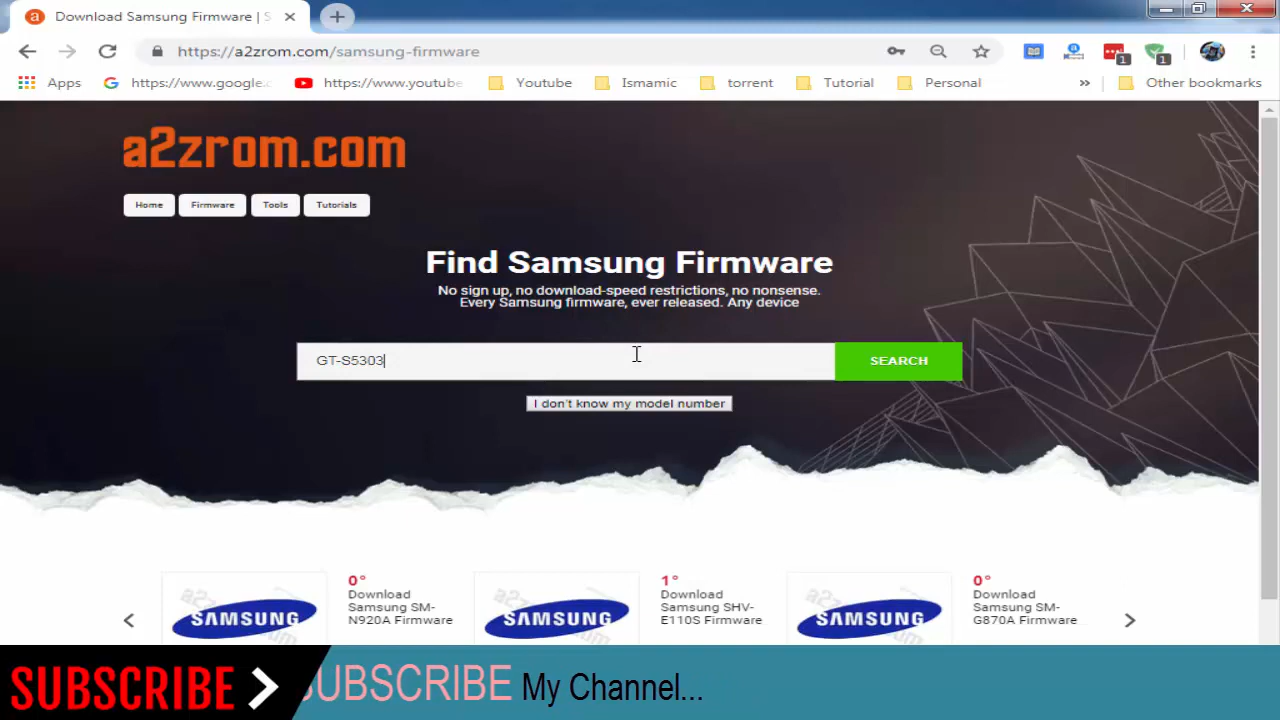 Download Samsung Firmware | S
https://a2zrom.com/samsung-firmware
1
1
Apps
https://www.google.c
https://www.youtube
Youtube
Ismamic
torrent
Tutorial
Personal
»
Other bookmarks
a2zrom.com
Home
Firmware
Tools
Tutorials
Find Samsung Firmware
No sign up, no download-speed restrictions, no nonsense.
Every Samsung firmware, ever released. Any device
GT-S5303
SEARCH
I don't know my model number
SAMSUNG
0°
Download
Samsung SM-
N920A Firmware
SAMSUNG
1°
Download
Samsung SHV-
E110S Firmware
SAMSUNG
0°
Download
Samsung SM-
G870A Firmware
SUBSCRIBE
SUBSCRIBE My Channel...